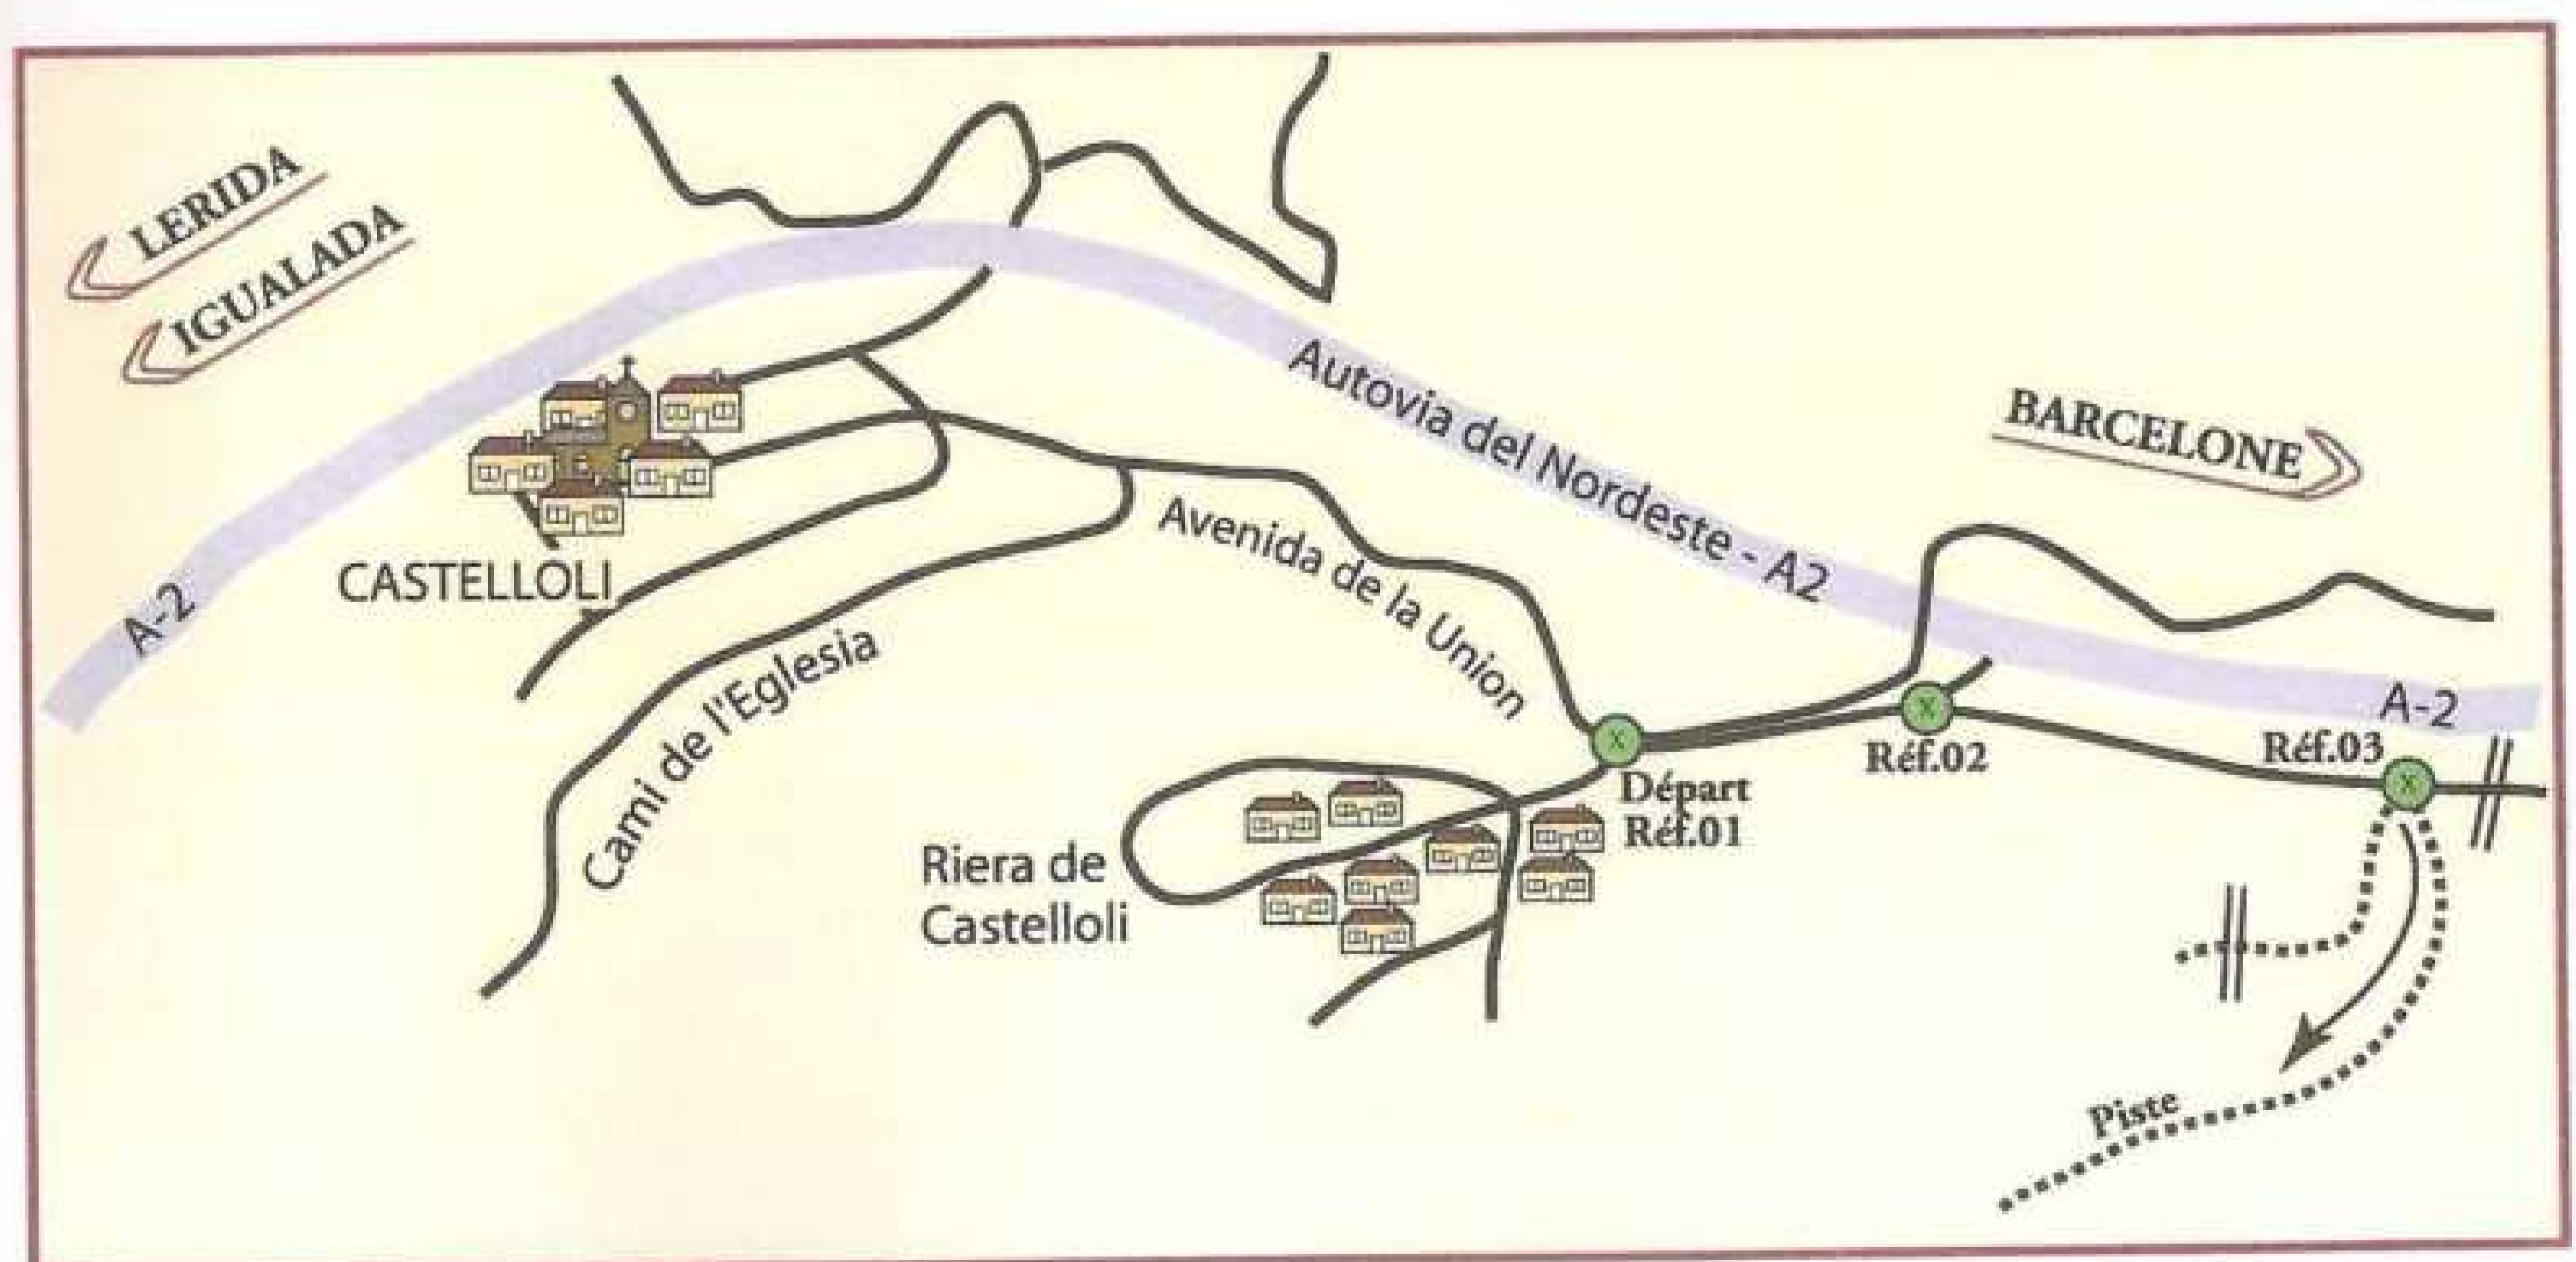 LERIDA
IGUALADA
Autovia del Nordeste - A2
BARCELONE
CASTELLOLI
A-2
Avenida de la Union
Cami de l'Eglesia
A-2
Réf.02
Réf.03
Départ
Réf.01
Riera de
Castelloli
Piste